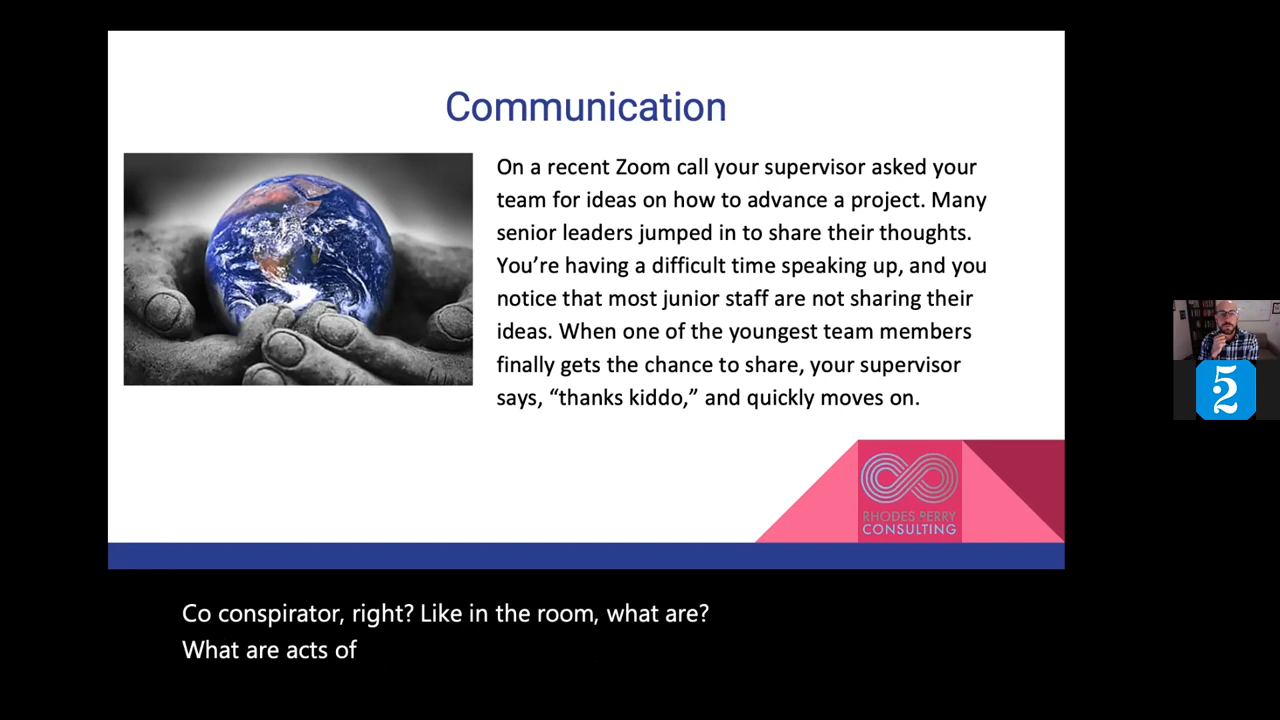 Communication
On a recent Zoom call your supervisor asked your
team for ideas on how to advance a project. Many
senior leaders jumped in to share their thoughts.
You’re having a difficult time speaking up, and you
notice that most junior staff are not sharing their
ideas. When one of the youngest team members
finally gets the chance to share, your supervisor
says, “thanks kiddo,” and quickly moves on.
RHODES PERRY
CONSULTING
5
Co conspirator, right? Like in the room, what are?
What are acts of